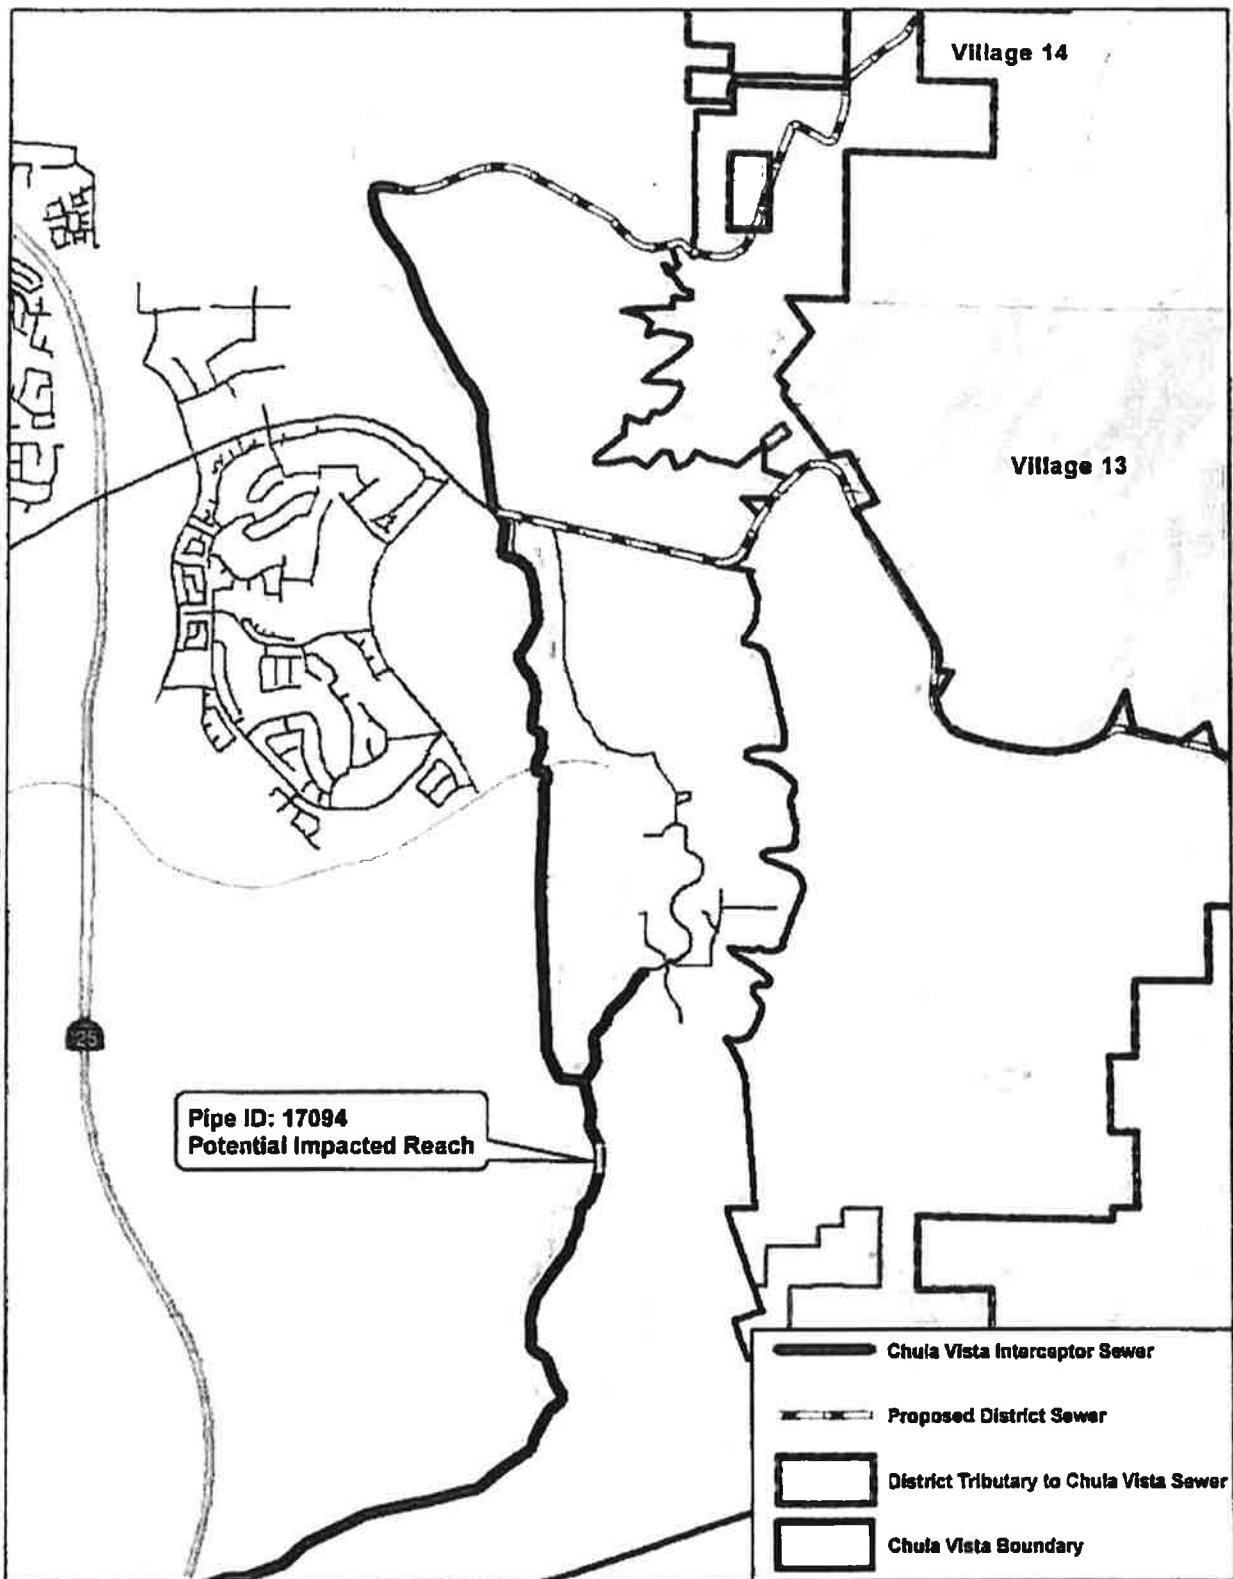 Village 14
Village 13
125
Pipe ID: 17094
Potential Impacted Reach
Chula Vista Interceptor Sewer
Proposed District Sewer
District Tributary to Chula Vista Sewer
Chula Vista Boundary